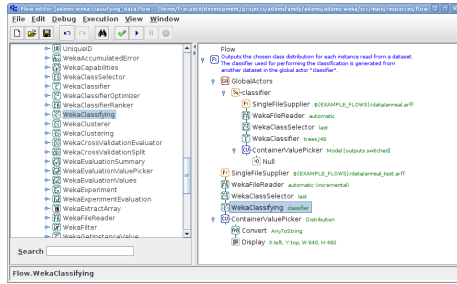 Flow editor [adams-weka-classifying_data.flow — /home/fracpete/development/projects/adamsfamily/adams/adams-weka/src/main/resources/flow]
File Edit Debug Execution View Window
UniqueID
WekaAccumulatedError
WekaCapabilities
WekaClassSelector
WekaClassifier
WekaClassifierOptimizer
WekaClassifierRanker
WekaClassifying
WekaClusterer
WekaClustering
WekaCrossValidationEvaluator
WekaCrossValidationSplit
WekaEvaluationSummary
WekaEvaluationValuePicker
WekaEvaluationValues
WekaExperiment
WekaExperimentEvaluation
WekaExtractArray
WekaFileReader
WekaFilter
WekaGetInstanceValue
Search
Flow
Outputs the chosen class distribution for each instance read from a dataset.
The classifier used for performing the classification is generated from
another dataset in the global actor "classifier".
GlobalActors
classifier
SingleFileSupplier ${EXAMPLE_FLOWS}/data/anneal.arff
WekaFileReader automatic
WekaClassSelector last
WekaClassifier trees.J48
ContainerValuePicker Model [outputs switched]
Null
SingleFileSupplier ${EXAMPLE_FLOWS}/data/anneal_test.arff
WekaFileReader automatic (incremental)
WekaClassSelector last
WekaClassifying classifier
ContainerValuePicker Distribution
Convert AnyToString
Display X:left, Y:top, W:640, H:480
Flow.WekaClassifying